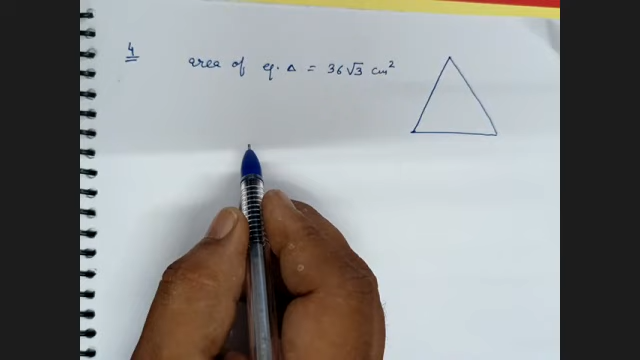 4
area of eq. Δ = 36√3 cm²